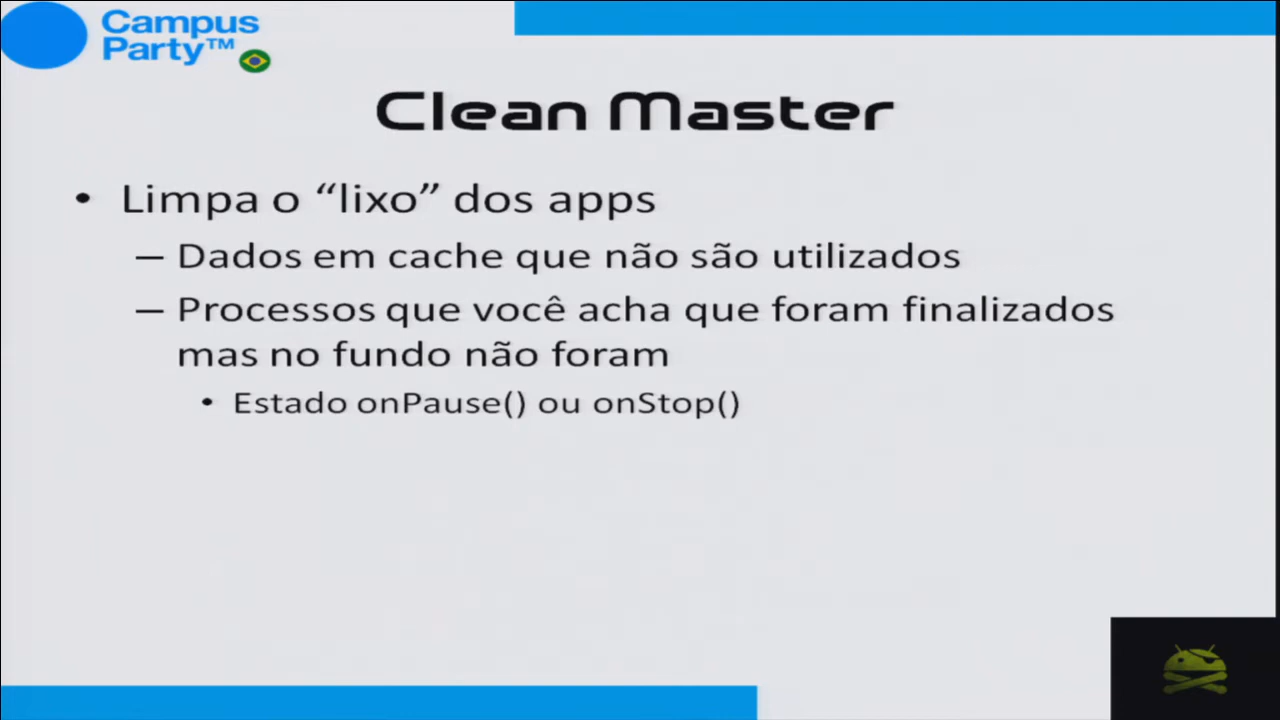 Campus
Party™
Clean Master
• Limpa o “lixo” dos apps
– Dados em cache que não são utilizados
– Processos que você acha que foram finalizados
mas no fundo não foram
• Estado onPause() ou onStop()